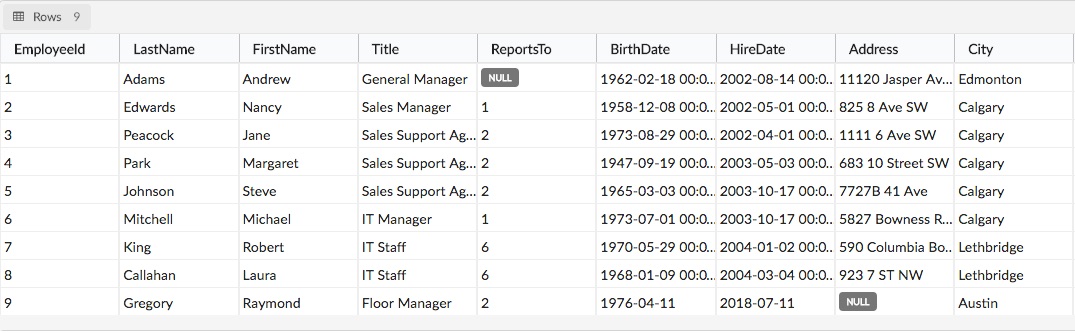 Rows 9
EmployeeId LastName FirstName Title ReportsTo BirthDate HireDate Address City
1 Adams Andrew General Manager NULL 1962-02-18 00:0... 2002-08-14 00:0... 11120 Jasper Av... Edmonton
2 Edwards Nancy Sales Manager 1 1958-12-08 00:0... 2002-05-01 00:0... 825 8 Ave SW Calgary
3 Peacock Jane Sales Support Ag... 2 1973-08-29 00:0... 2002-04-01 00:0... 1111 6 Ave SW Calgary
4 Park Margaret Sales Support Ag... 2 1947-09-19 00:0... 2003-05-03 00:0... 683 10 Street SW Calgary
5 Johnson Steve Sales Support Ag... 2 1965-03-03 00:0... 2003-10-17 00:0... 7727B 41 Ave Calgary
6 Mitchell Michael IT Manager 1 1973-07-01 00:0... 2003-10-17 00:0... 5827 Bowness R... Calgary
7 King Robert IT Staff 6 1970-05-29 00:0... 2004-01-02 00:0... 590 Columbia Bo... Lethbridge
8 Callahan Laura IT Staff 6 1968-01-09 00:0... 2004-03-04 00:0... 923 7 ST NW Lethbridge
9 Gregory Raymond Floor Manager 2 1976-04-11 2018-07-11 NULL Austin